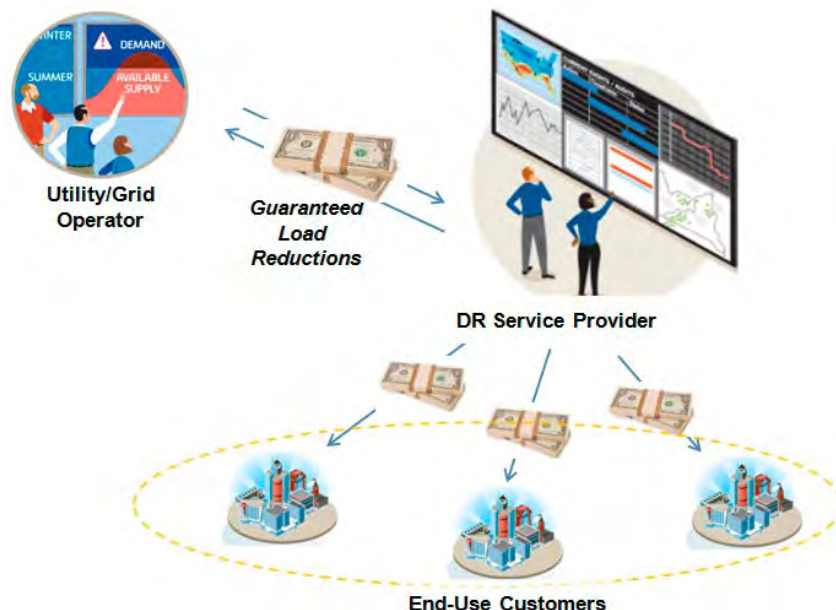 WINTER
DEMAND
SUMMER
AVAILABLE
SUPPLY
Utility/Grid
Operator
Guaranteed
Load
Reductions
DR Service Provider
End-Use Customers